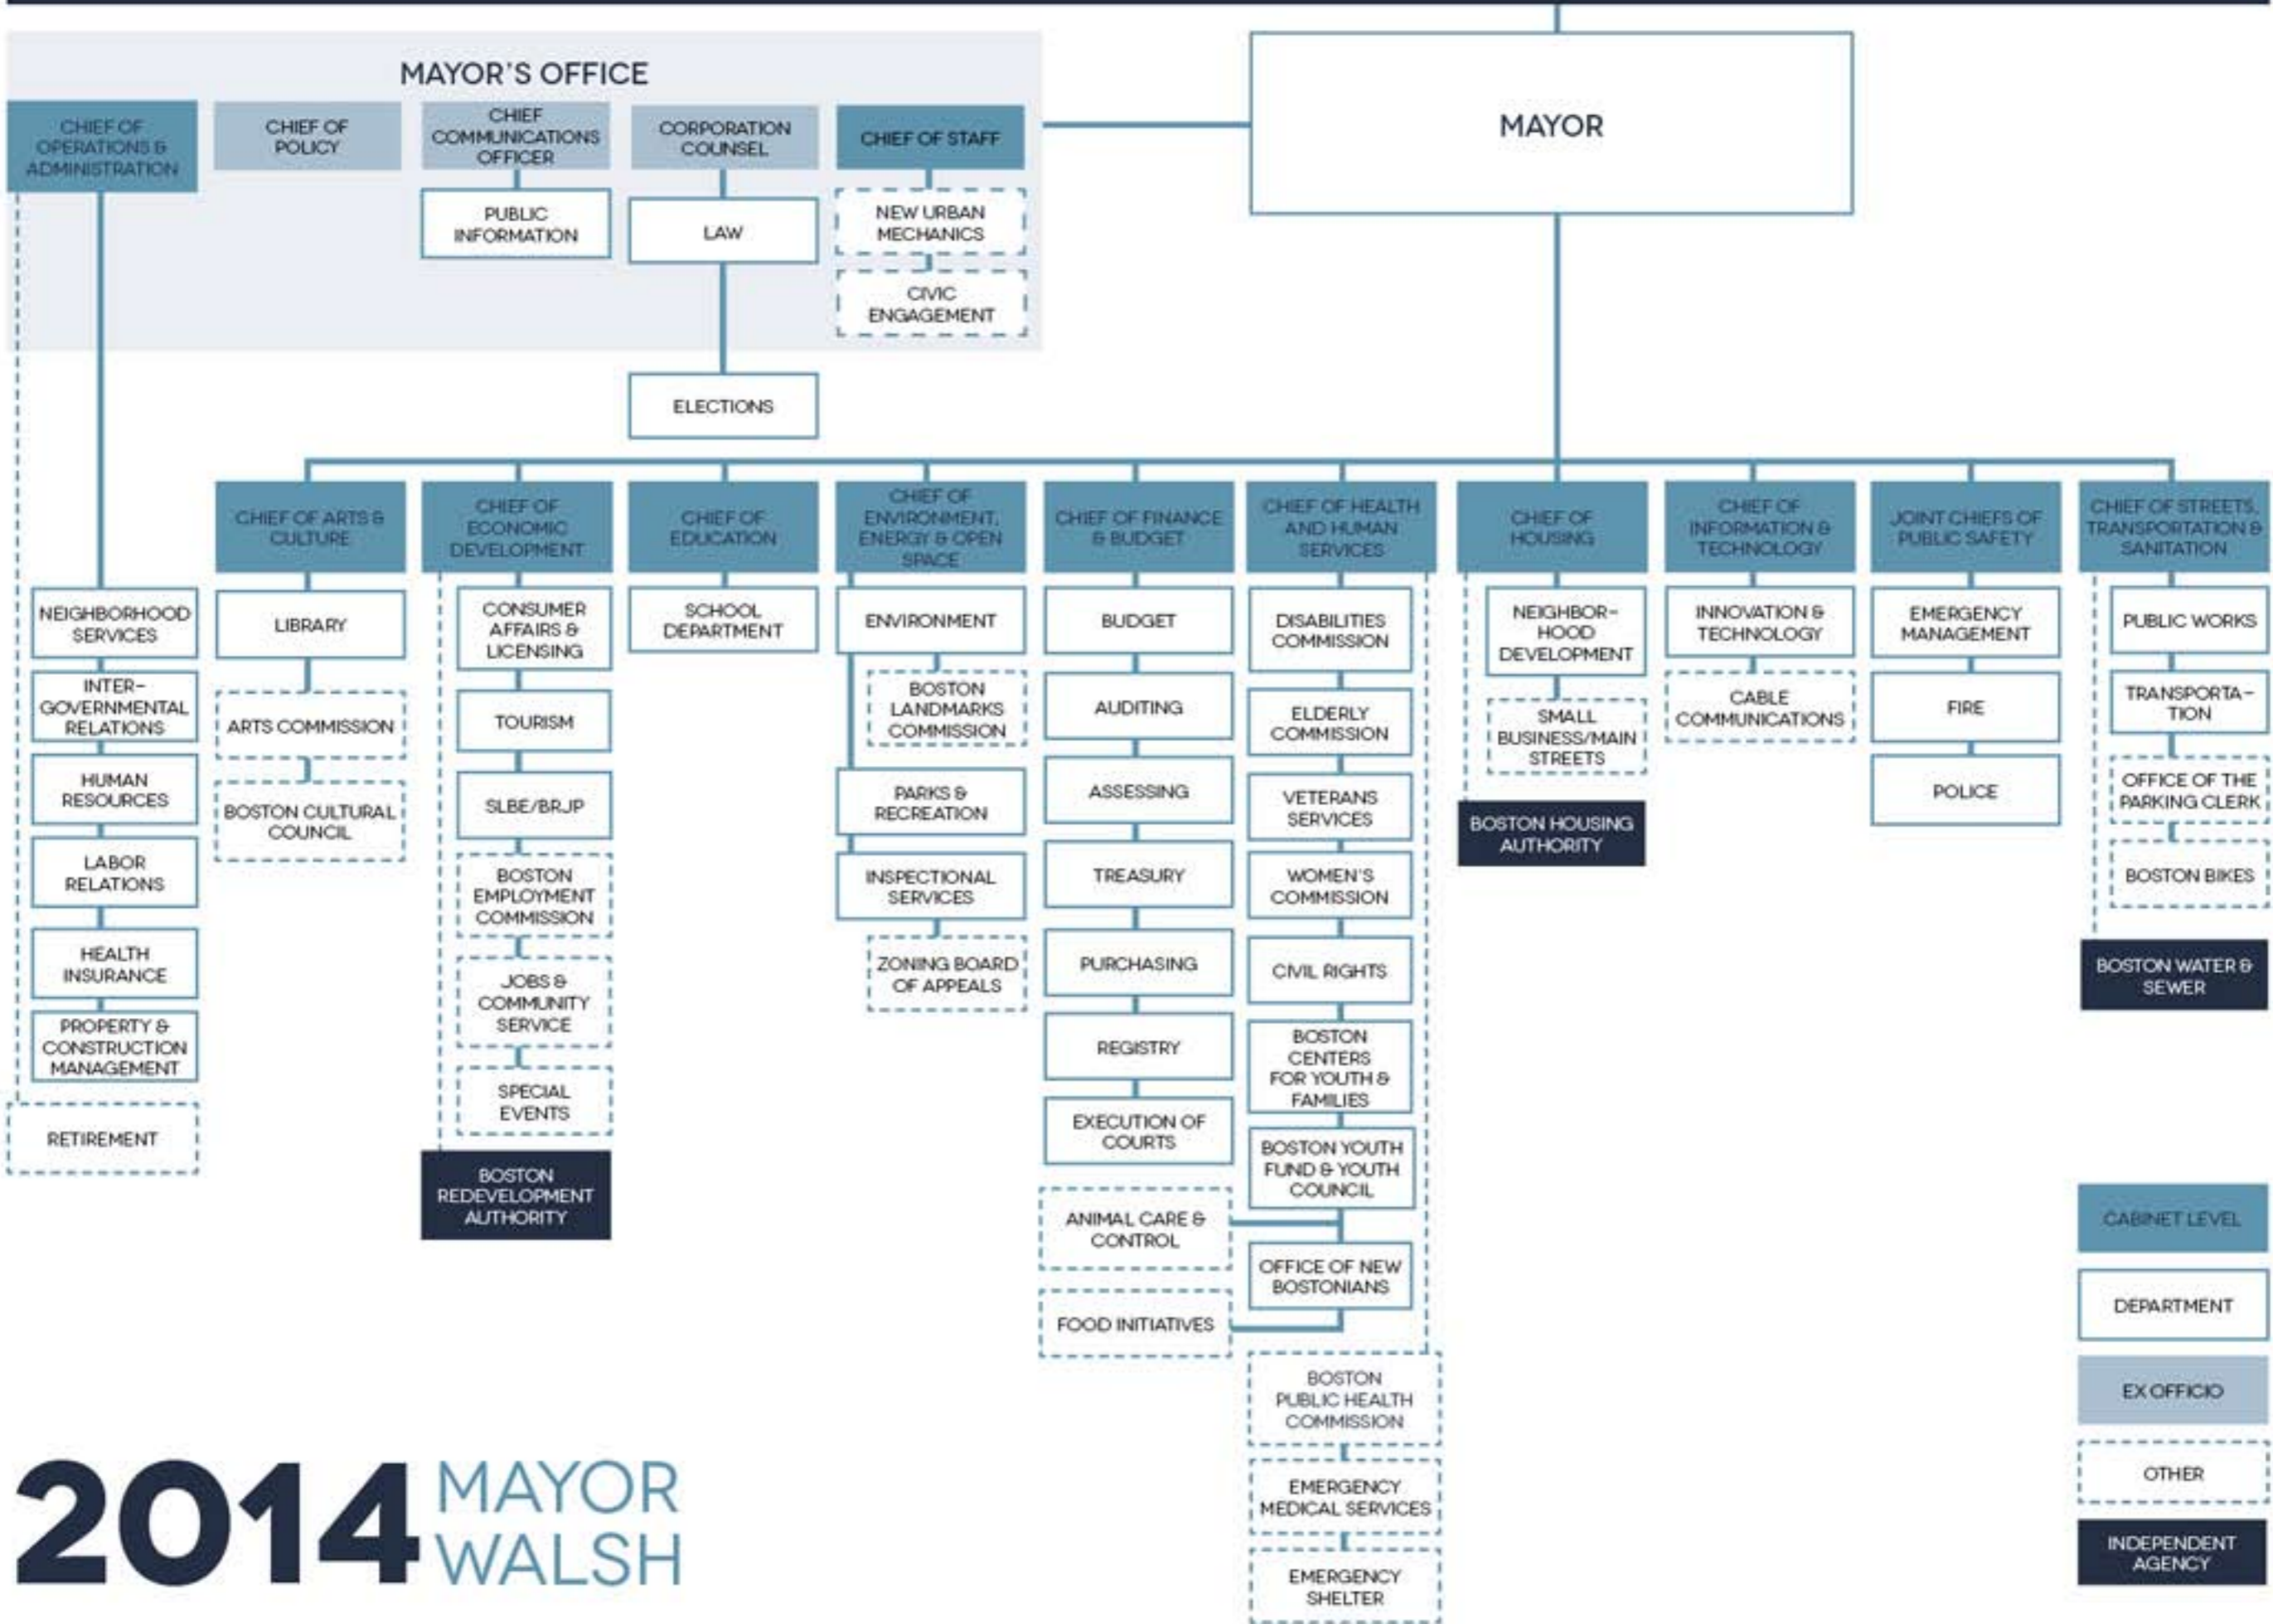 MAYOR'S OFFICE
CHIEF OF
OPERATIONS &
ADMINISTRATION
CHIEF OF
POLICY
CHIEF
COMMUNICATIONS
OFFICER
CORPORATION
COUNSEL
CHIEF OF STAFF
MAYOR
PUBLIC
INFORMATION
LAW
NEW URBAN
MECHANICS
CIVIC
ENGAGEMENT
ELECTIONS
CHIEF OF ARTS &
CULTURE
CHIEF OF
ECONOMIC
DEVELOPMENT
CHIEF OF
EDUCATION
CHIEF OF
ENVIRONMENT,
ENERGY & OPEN
SPACE
CHIEF OF FINANCE
& BUDGET
CHIEF OF HEALTH
AND HUMAN
SERVICES
CHIEF OF
HOUSING
CHIEF OF
INFORMATION &
TECHNOLOGY
JOINT CHIEFS OF
PUBLIC SAFETY
CHIEF OF STREETS,
TRANSPORTATION &
SANITATION
NEIGHBORHOOD
SERVICES
INTER-
GOVERNMENTAL
RELATIONS
HUMAN
RESOURCES
LABOR
RELATIONS
HEALTH
INSURANCE
PROPERTY &
CONSTRUCTION
MANAGEMENT
RETIREMENT
LIBRARY
ARTS COMMISSION
BOSTON CULTURAL
COUNCIL
CONSUMER
AFFAIRS &
LICENSING
TOURISM
SLBE/BRJP
BOSTON
EMPLOYMENT
COMMISSION
JOBS &
COMMUNITY
SERVICE
SPECIAL
EVENTS
BOSTON
REDEVELOPMENT
AUTHORITY
SCHOOL
DEPARTMENT
ENVIRONMENT
BOSTON
LANDMARKS
COMMISSION
PARKS &
RECREATION
INSPECTIONAL
SERVICES
ZONING BOARD
OF APPEALS
BUDGET
AUDITING
ASSESSING
TREASURY
PURCHASING
REGISTRY
EXECUTION OF
COURTS
ANIMAL CARE &
CONTROL
FOOD INITIATIVES
DISABILITIES
COMMISSION
ELDERLY
COMMISSION
VETERANS
SERVICES
WOMEN'S
COMMISSION
CIVIL RIGHTS
BOSTON
CENTERS
FOR YOUTH &
FAMILIES
BOSTON YOUTH
FUND & YOUTH
COUNCIL
OFFICE OF NEW
BOSTONIANS
BOSTON
PUBLIC HEALTH
COMMISSION
EMERGENCY
MEDICAL SERVICES
EMERGENCY
SHELTER
NEIGHBOR-
HOOD
DEVELOPMENT
SMALL
BUSINESS/MAIN
STREETS
BOSTON HOUSING
AUTHORITY
INNOVATION &
TECHNOLOGY
CABLE
COMMUNICATIONS
EMERGENCY
MANAGEMENT
FIRE
POLICE
PUBLIC WORKS
TRANSPORTA-
TION
OFFICE OF THE
PARKING CLERK
BOSTON BIKES
BOSTON WATER &
SEWER
CABINET LEVEL
DEPARTMENT
EX OFFICIO
OTHER
INDEPENDENT
AGENCY
2014 MAYOR
WALSH